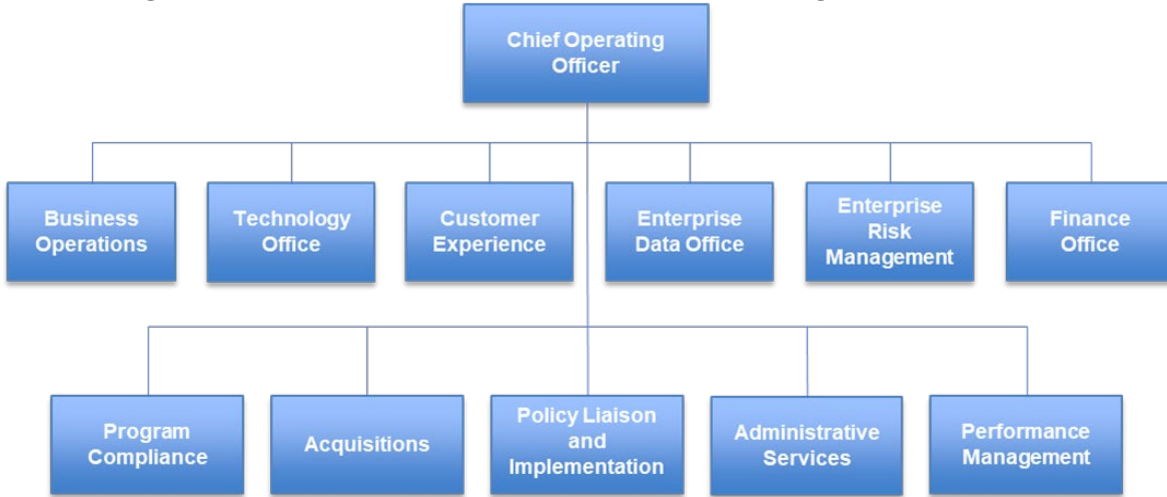 Chief Operating
Officer
Business
Operations
Technology
Office
Customer
Experience
Enterprise
Data Office
Enterprise
Risk
Management
Finance
Office
Program
Compliance
Acquisitions
Policy Liaison
and
Implementation
Administrative
Services
Performance
Management